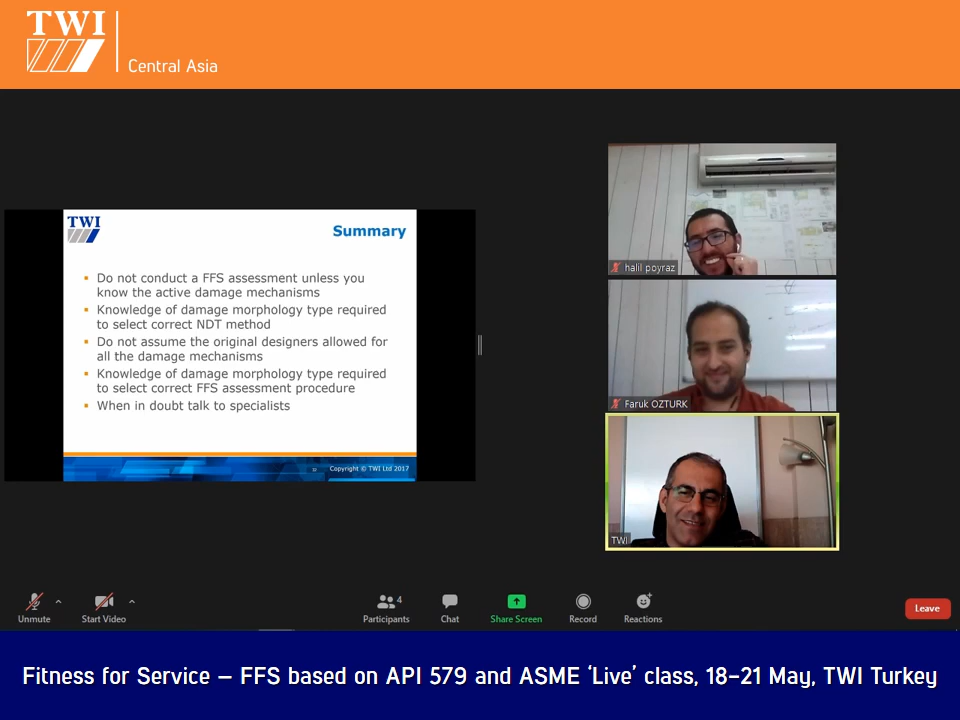 TWI
Central Asia
TWI
Summary
Do not conduct a FFS assessment unless you
know the active damage mechanisms
Knowledge of damage morphology type required
to select correct NDT method
Do not assume the original designers allowed for
all the damage mechanisms
Knowledge of damage morphology type required
to select correct FFS assessment procedure
When in doubt talk to specialists
Copyright © TWI Ltd 2017
halil poyraz
Faruk OZTURK
TWI
Unmute
Start Video
Participants
4
Chat
Share Screen
Record
Reactions
Leave
Fitness for Service – FFS based on API 579 and ASME ‘Live’ class, 18-21 May, TWI Turkey